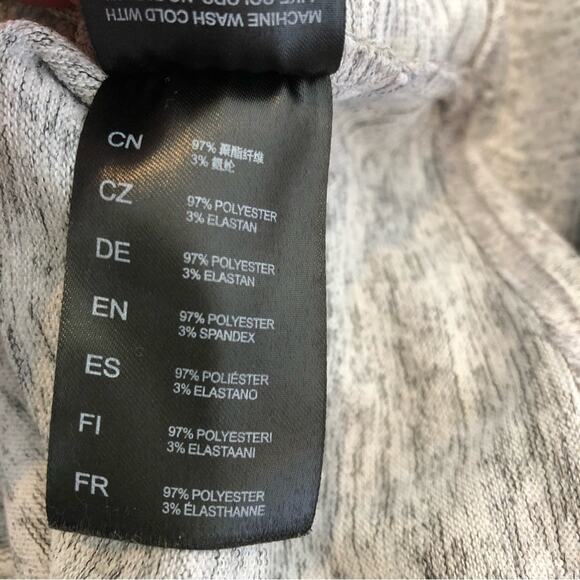 MACHINE WASH COLD WITH
CN
97% 聚酯纤维
3% 氨纶
CZ
97% POLYESTER
3% ELASTAN
DE
97% POLYESTER
3% ELASTAN
EN
97% POLYESTER
3% SPANDEX
ES
97% POLIÉSTER
3% ELASTANO
FI
97% POLYESTERI
3% ELASTAANI
FR
97% POLYESTER
3% ÉLASTHANNE